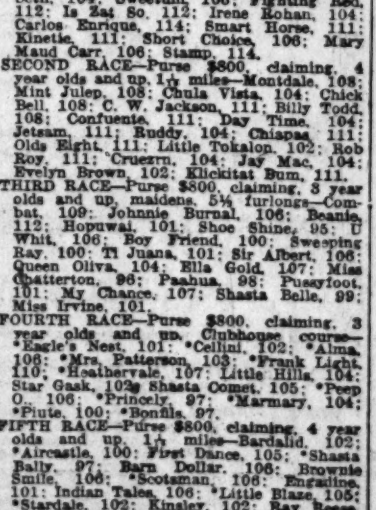 112; Is Zat So, 112; Irene Rohan, 104;
Carlos Enrique, 114; Smart Horse, 111;
Kinetic, 111; Short Choice, 106; Mary
Maud Carr, 106; Stamp, 114.
SECOND RACE—Purse $800, claiming, 4
year olds and up, 1 1/16 miles—Montdale, 108;
Mint Julep, 108; Chula Vista, 104; Chick
Bell, 108; C. W. Jackson, 111; Billy Todd,
108; Confuente, 111; Day Time, 104;
Jetsam, 111; Ruddy, 104; Chiapas, 111;
Olds Eight, 111; Little Tokalon, 102; Rob
Roy, 111; Cruezrn, 104; Jay Mac, 104;
Evelyn Brown, 102; Klickitat Bum, 111.
THIRD RACE—Purse $800, claiming, 3 year
olds and up, maidens, 5½ furlongs—Com-
bat, 109; Johnnie Burnal, 106; Beanie,
112; Hopuwai, 101; Shoe Shine, 95; U
Whit, 106; Boy Friend, 100; Sweeping
Ray, 100; Ti Juana, 101; Sir Albert, 106;
Queen Oliva, 104; Ella Gold, 107; Miss
Chatterton, 96; Paahua, 98; Pussyfoot,
101; My Chance, 107; Shasta Belle, 99;
Miss Irving, 101.
FOURTH RACE—Purse $800, claiming, 3
year olds and up. Clubhouse course—
*Eagle's Nest, 101 *Cellini, 102; *Alma,
106; *Mrs. Patterson, 103; *Frank Light,
110; *Heathervale, 107; Little Hills, 104;
Star Gask, 102; Shasta Comet, 105; *Peep
O., 106; *Princely, 97; *Marmary, 104;
*Piute, 100; *Bonfils, 97.
FIFTH RACE—Purse $800, claiming, 4 year
olds and up, 1 1/16 miles—Bardalid, 102;
*Aircastle, 100; First Dance, 105; *Shasta
Bally, 97; Barn Dollar, 106; Brownie
Smile, 106; *Scotsman, 106; Engadine,
101; Indian Tales, 106; *Little Blaze, 105;
*Stardale, 102; Kinsley, 102;